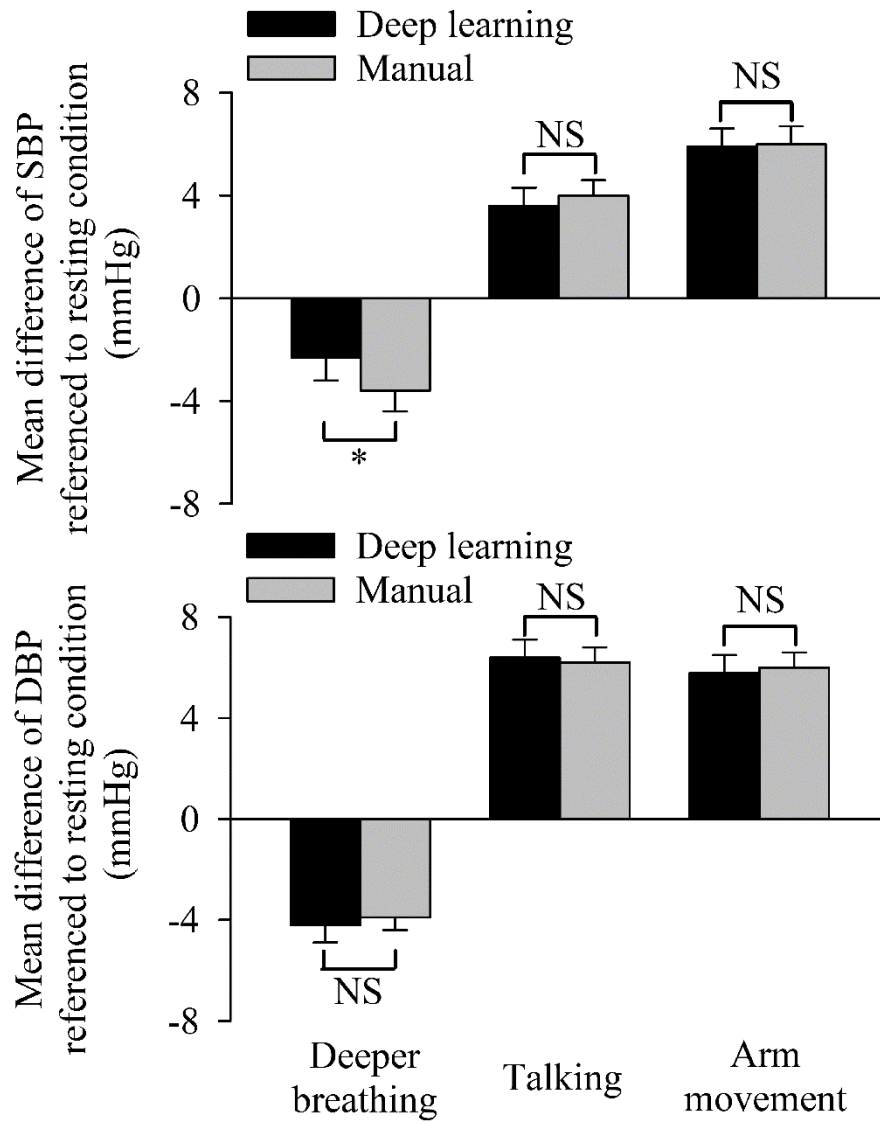 Deep learning
Manual
Mean difference of SBP
referenced to resting condition
(mmHg)
8
4
0
-4
-8
NS
NS
*
Deep learning
Manual
Mean difference of DBP
referenced to resting condition
(mmHg)
8
4
0
-4
-8
NS
NS
NS
Deeper
breathing
Talking
Arm
movement